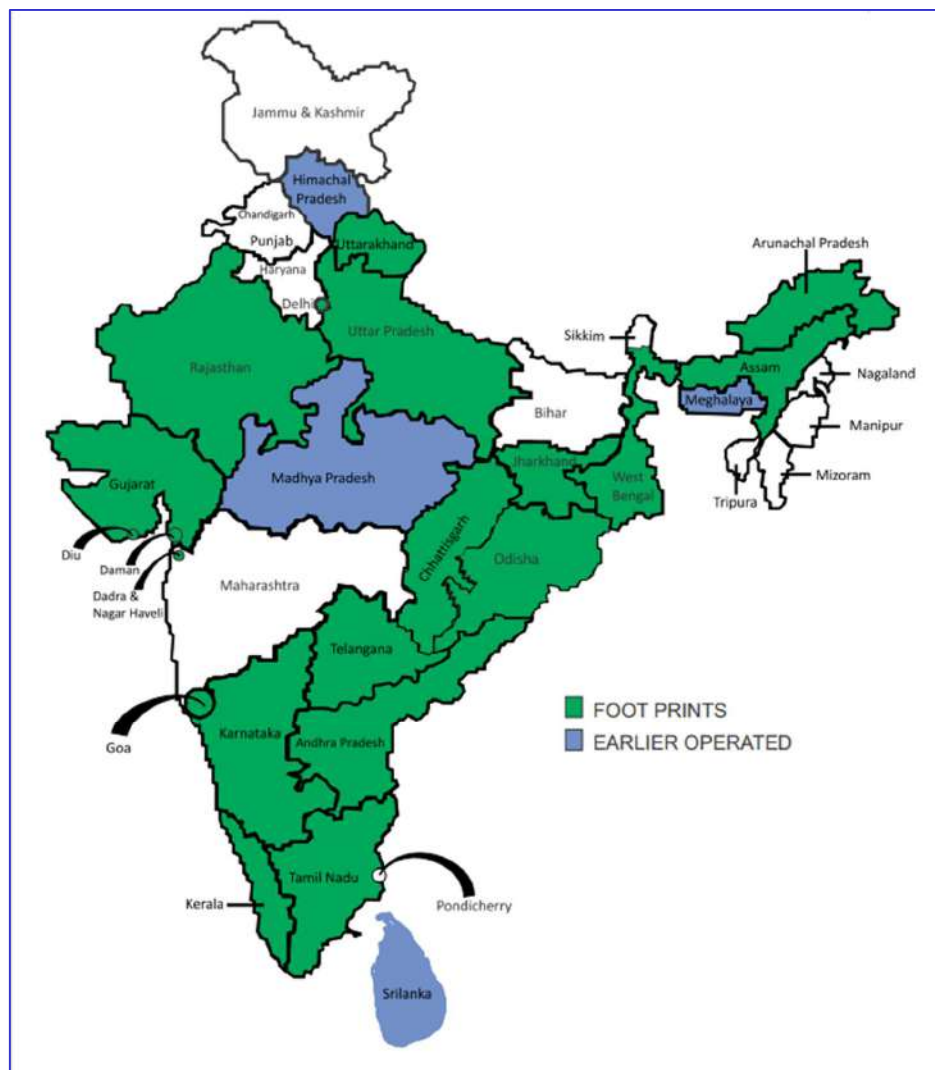 Jammu & Kashmir
Himachal
Pradesh
Chandigarh
Punjab
Uttarakhand
Haryana
Delhi
Arunachal Pradesh
Uttar Pradesh
Sikkim
Rajasthan
Assam
Nagaland
Meghalaya
Bihar
Manipur
Jharkhand
Madhya Pradesh
Gujarat
West
Bengal
Mizoram
Tripura
Diu
Daman
Chhattisgarh
Odisha
Dadra &
Nagar Haveli
Maharashtra
Telangana
FOOT PRINTS
Goa
Karnataka
Andhra Pradesh
EARLIER OPERATED
Tamil Nadu
Kerala
Pondicherry
Srilanka